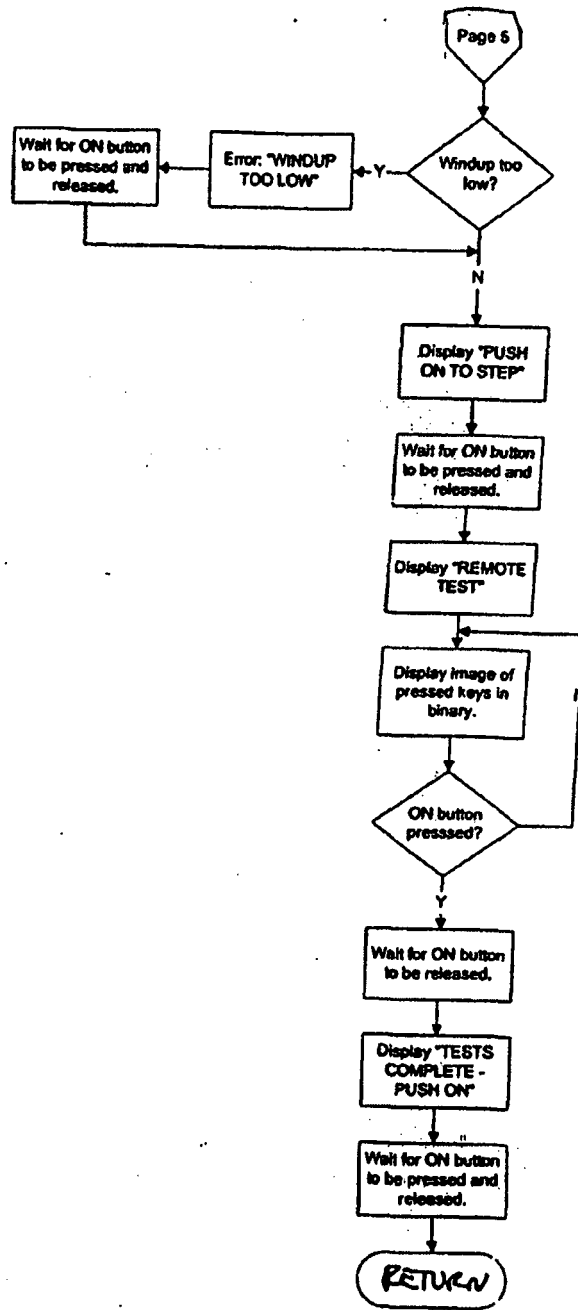 Page 5
Windup too
low?
Y
Error: "WINDUP
TOO LOW"
Wait for ON button
to be pressed and
released.
N
Display "PUSH
ON TO STEP"
Wait for ON button
to be pressed and
released.
Display "REMOTE
TEST"
Display image of
pressed keys in
binary.
ON button
presssed?
Y
Wait for ON button
to be released.
Display "TESTS
COMPLETE -
PUSH ON"
Wait for ON button
to be pressed and
released.
RETURN